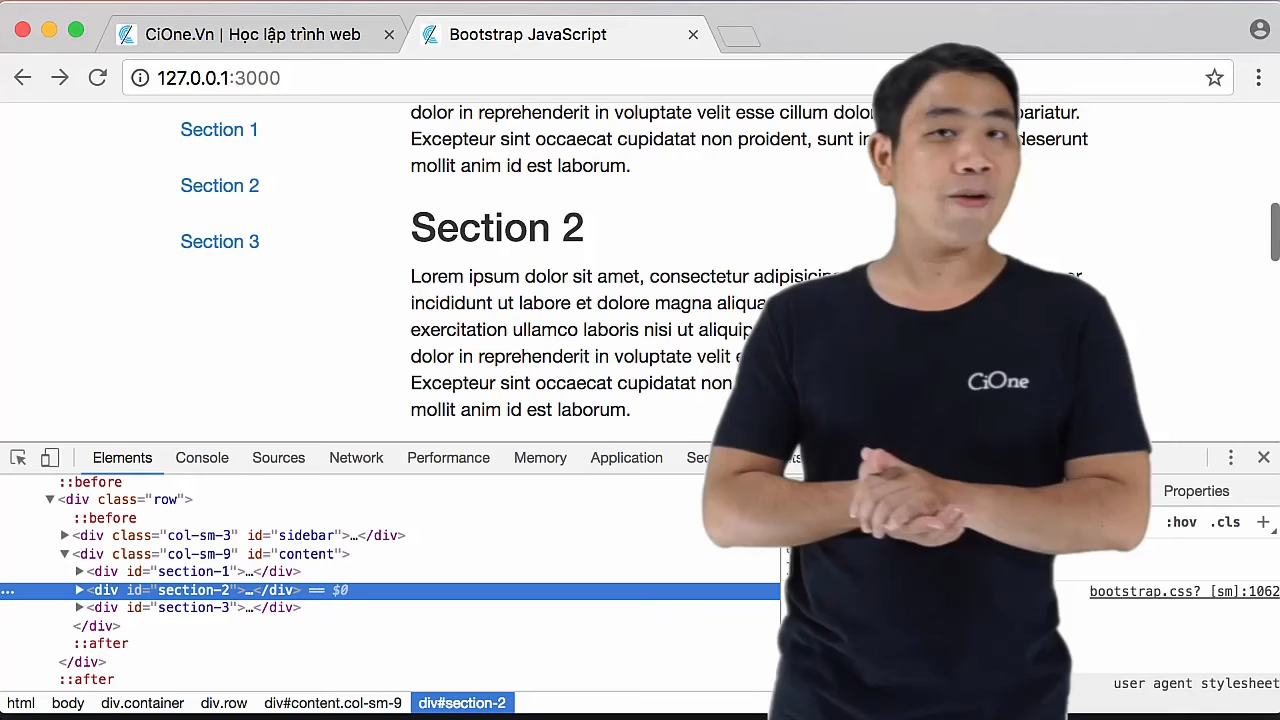 CiOne.Vn | Học lập trình web
Bootstrap JavaScript
127.0.0.1:3000
Section 1
Section 2
Section 3
dolor in reprehenderit in voluptate velit esse cillum pariatur.
Excepteur sint occaecat cupidatat non proident, sunt deserunt
mollit anim id est laborum.
Section 2
Lorem ipsum dolor sit amet, consectetur
incididunt ut labore et dolore magna
exercitation ullamco laboris nisi ut
dolor in reprehenderit in voluptate velit
Excepteur sint occaecat cupidatat non
mollit anim id est laborum.
CiOne
Elements Console Sources Network Performance Memory Application
::before
<div class="row">
::before
<div class="col-sm-3" id="sidebar">…</div>
<div class="col-sm-9" id="content">
<div id="section-1">…</div>
... <div id="section-2">…</div> == $0
<div id="section-3">…</div>
</div>
::after
</div>
::after
Properties
:hov .cls +
bootstrap.css? [sm]:1062
user agent stylesheet
html body div.container div.row div#content.col-sm-9 div#section-2